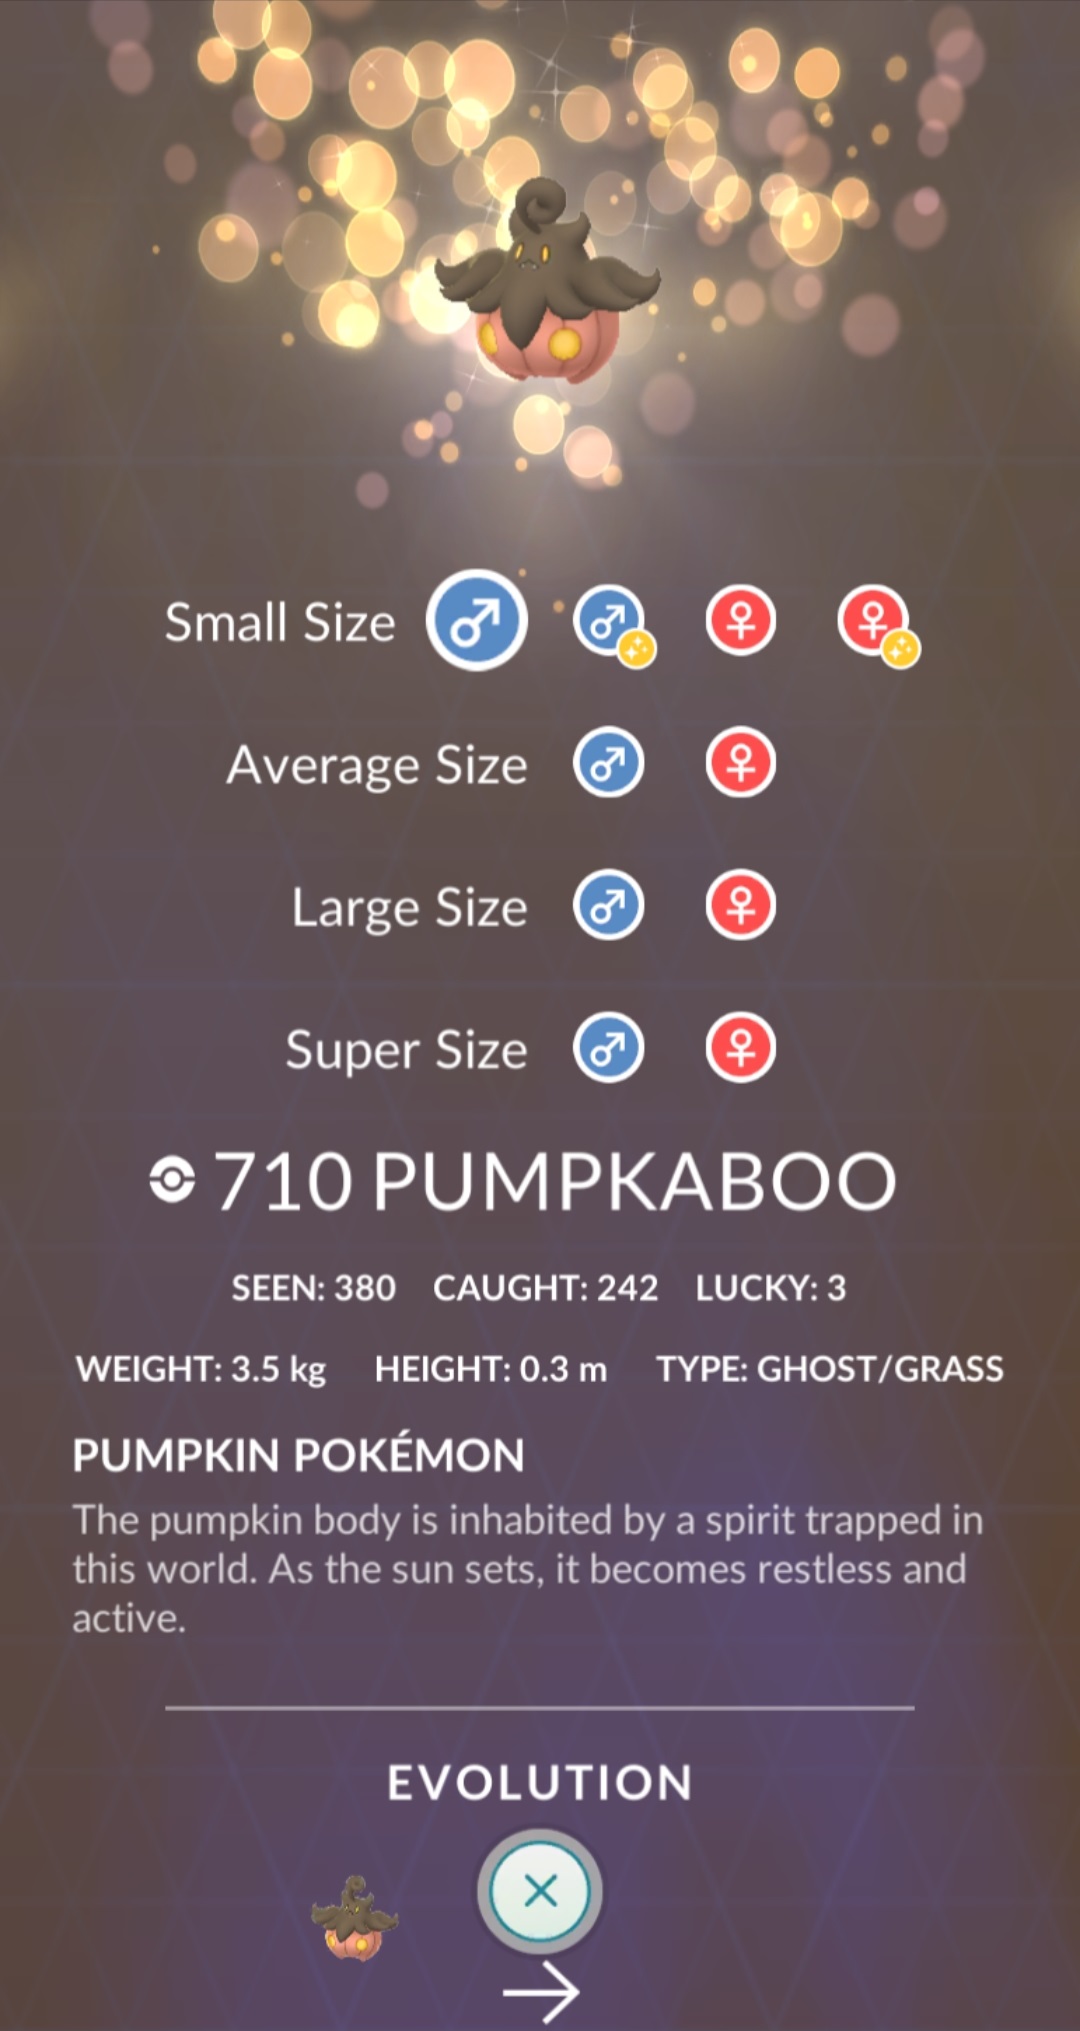 Small Size
Average Size
Large Size
Super Size
710 PUMPKABOO
SEEN: 380 CAUGHT: 242 LUCKY: 3
WEIGHT: 3.5 kg HEIGHT: 0.3 m TYPE: GHOST/GRASS
PUMPKIN POKÉMON
The pumpkin body is inhabited by a spirit trapped in
this world. As the sun sets, it becomes restless and
active.
EVOLUTION